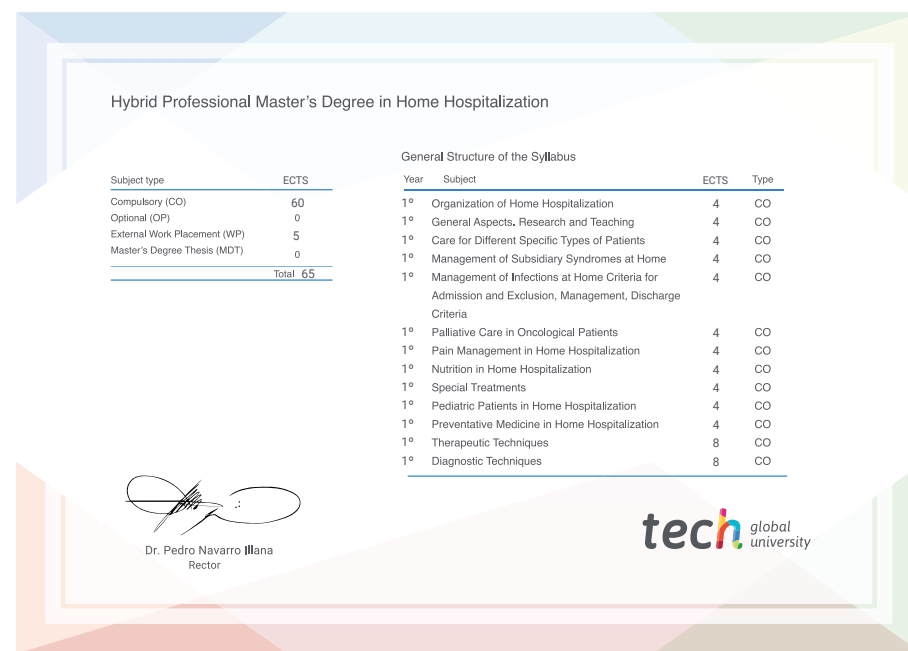 Hybrid Professional Master's Degree in Home Hospitalization
Subject type ECTS
Compulsory (CO) 60
Optional (OP) 0
External Work Placement (WP) 5
Master's Degree Thesis (MDT) 0
Total 65
General Structure of the Syllabus
Year Subject ECTS Type
1º Organization of Home Hospitalization 4 CO
1º General Aspects. Research and Teaching 4 CO
1º Care for Different Specific Types of Patients 4 CO
1º Management of Subsidiary Syndromes at Home 4 CO
1º Management of Infections at Home Criteria for 4 CO
Admission and Exclusion, Management, Discharge
Criteria
1º Palliative Care in Oncological Patients 4 CO
1º Pain Management in Home Hospitalization 4 CO
1º Nutrition in Home Hospitalization 4 CO
1º Special Treatments 4 CO
1º Pediatric Patients in Home Hospitalization 4 CO
1º Preventative Medicine in Home Hospitalization 4 CO
1º Therapeutic Techniques 8 CO
1º Diagnostic Techniques 8 CO
Dr. Pedro Navarro Illana
Rector
tech global
university